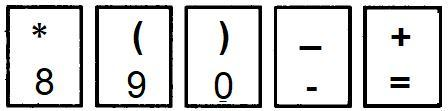 * ( ) _ +
8 9 0 - =